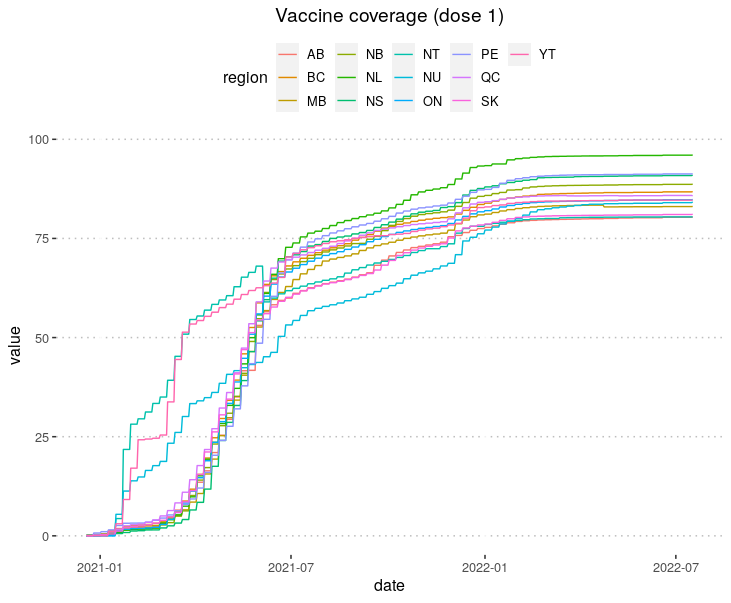 Vaccine coverage (dose 1)
AB NB NT PE YT
region BC NL NU QC
MB NS ON SK
100
75
50
25
0
value
2021-01 2021-07 2022-01 2022-07
date